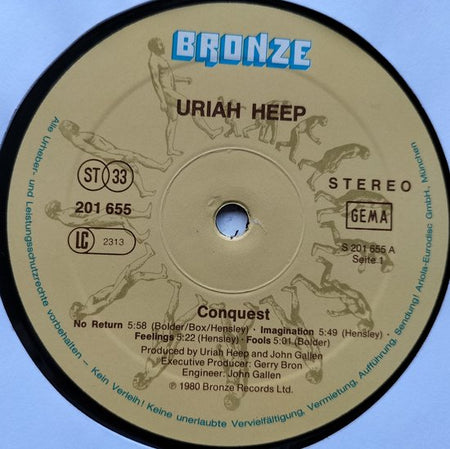 BRONZE
URIAH HEEP
ST 33
201 655
LC 2313
STEREO
GEMA
S 201 655 A
Seite 1
Conquest
No Return 5:58 (Bolder/Box/Hensley) · Imagination 5:49 (Hensley) ·
Feelings 5:22 (Hensley) · Fools 5:01 (Bolder)
Produced by Uriah Heep and John Gallen
Executive Producer: Gerry Bron
Engineer: John Gallen
℗ 1980 Bronze Records Ltd.
Alle Urheber- und Leistungsschutzrechte vorbehalten – Kein Verleih! Keine unerlaubte Vervielfältigung, Vermietung, Aufführung, Sendung! Ariola-Eurodisc GmbH, München